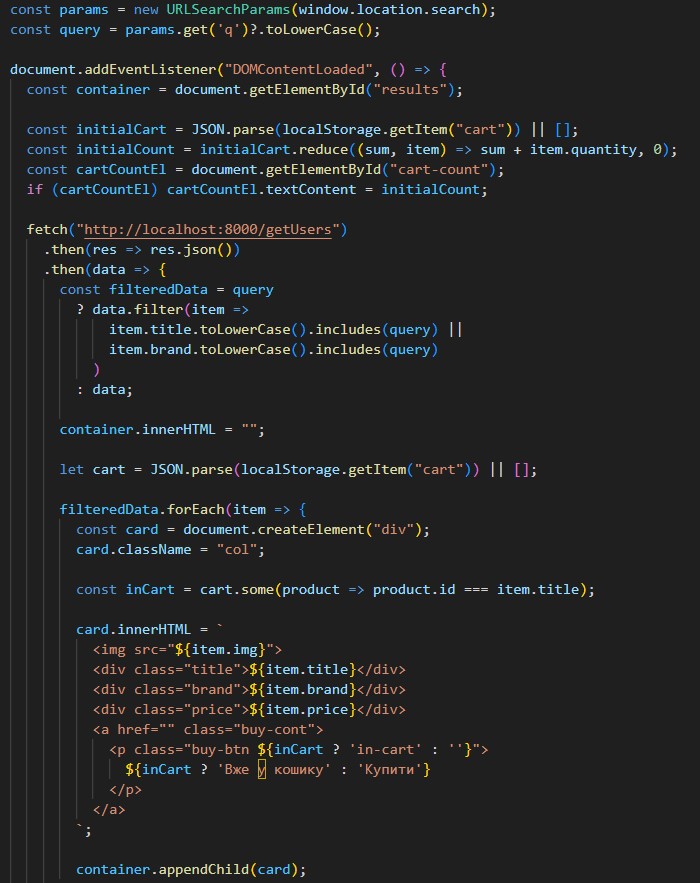 const params = new URLSearchParams(window.location.search);
const query = params.get('q')?.toLowerCase();
document.addEventListener("DOMContentLoaded", () => {
const container = document.getElementById("results");
const initialCart = JSON.parse(localStorage.getItem("cart")) || [];
const initialCount = initialCart.reduce((sum, item) => sum + item.quantity, 0);
const cartCountEl = document.getElementById("cart-count");
if (cartCountEl) cartCountEl.textContent = initialCount;
fetch("http://localhost:8000/getUsers")
.then(res => res.json())
.then(data => {
const filteredData = query
? data.filter(item =>
item.title.toLowerCase().includes(query) ||
item.brand.toLowerCase().includes(query)
)
: data;
container.innerHTML = "";
let cart = JSON.parse(localStorage.getItem("cart")) || [];
filteredData.forEach(item => {
const card = document.createElement("div");
card.className = "col";
const inCart = cart.some(product => product.id === item.title);
card.innerHTML = `
<img src="${item.img}">
<div class="title">${item.title}</div>
<div class="brand">${item.brand}</div>
<div class="price">${item.price}</div>
<a href="" class="buy-cont">
<p class="buy-btn ${inCart ? 'in-cart' : ''}">
${inCart ? 'Вже у кошику' : 'Купити'}
</p>
</a>
`;
container.appendChild(card);